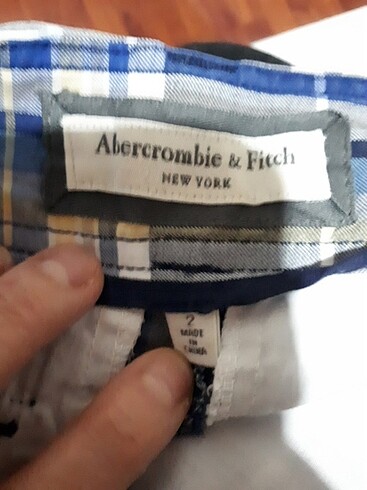 Abercrombie & Fitch
NEW YORK
2
MADE
IN
CHINA